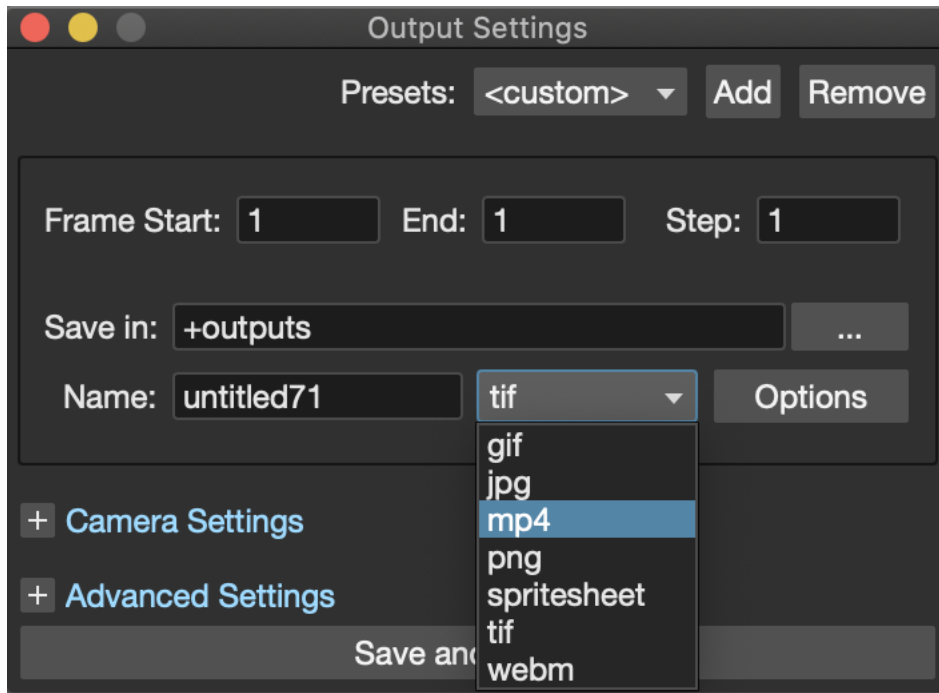 Output Settings
Presets: <custom> Add Remove
Frame Start: 1 End: 1 Step: 1
Save in: +outputs ...
Name: untitled71 tif Options
gif
jpg
mp4
png
spritesheet
tif
webm
+ Camera Settings
+ Advanced Settings
Save